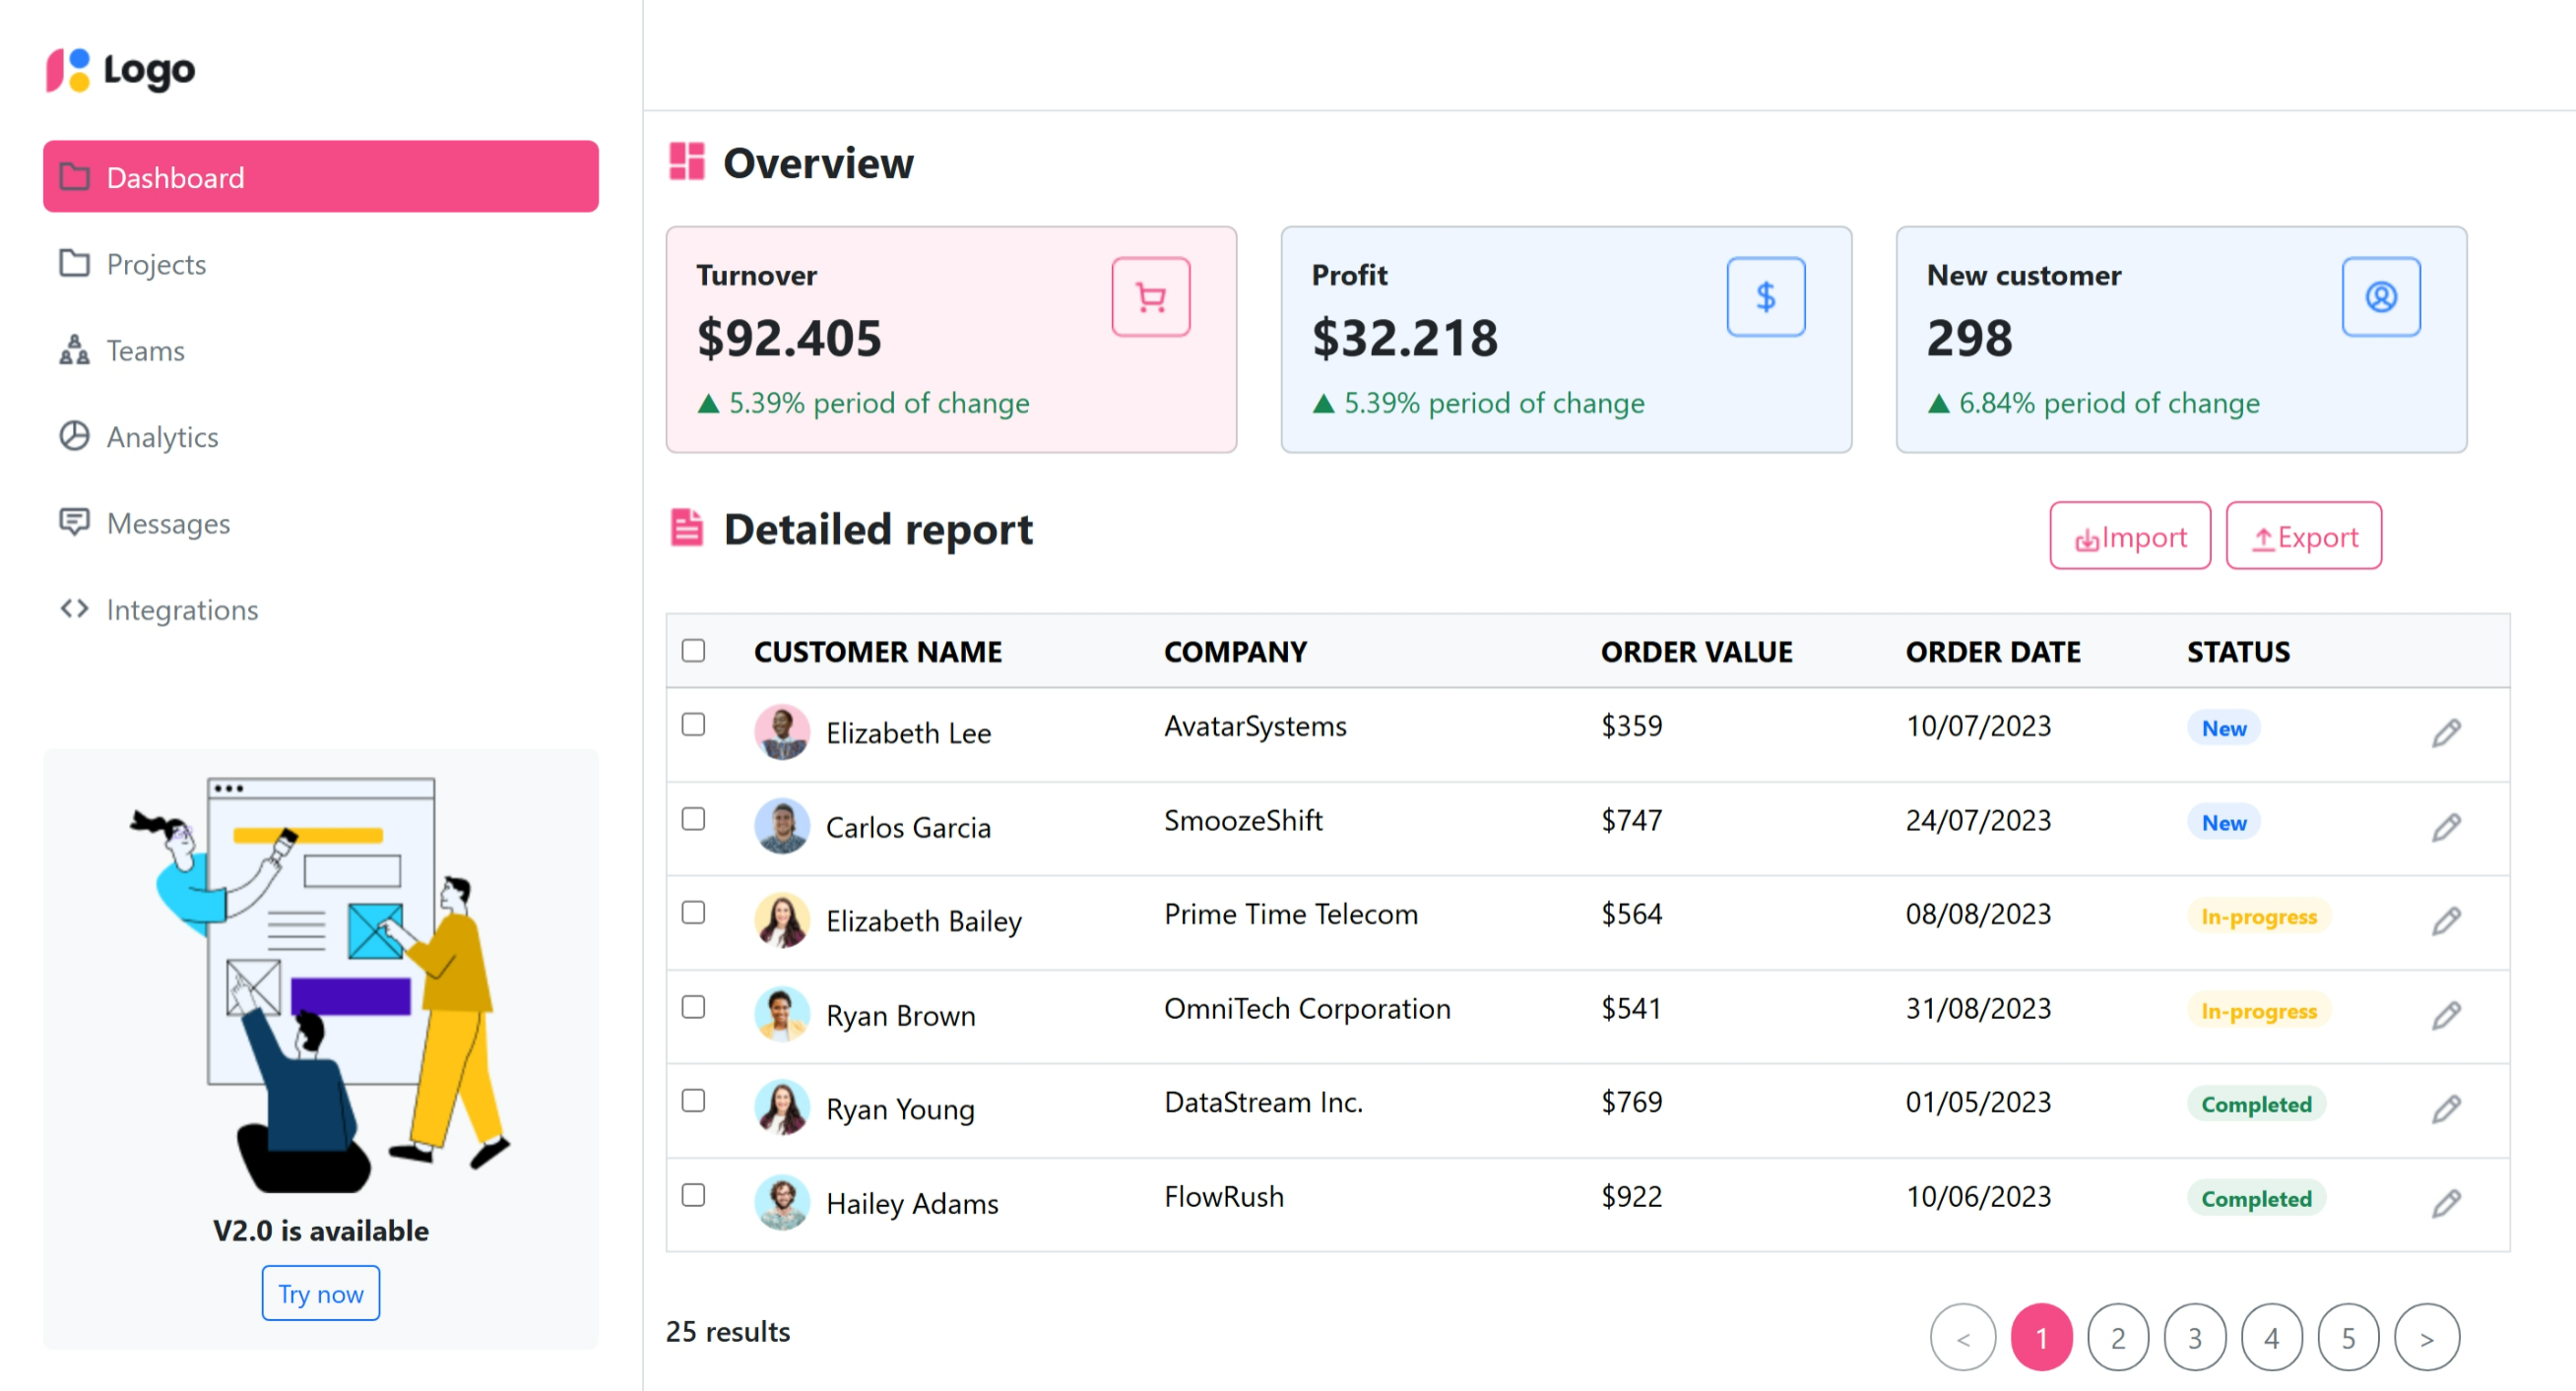 Logo
Dashboard
Projects
Teams
Analytics
Messages
Integrations
V2.0 is available
Try now
Overview
Turnover
$92.405
▲ 5.39% period of change
Profit
$32.218
▲ 5.39% period of change
New customer
298
▲ 6.84% period of change
Detailed report
Import Export
CUSTOMER NAME COMPANY ORDER VALUE ORDER DATE STATUS
Elizabeth Lee AvatarSystems $359 10/07/2023 New
Carlos Garcia SmoozeShift $747 24/07/2023 New
Elizabeth Bailey Prime Time Telecom $564 08/08/2023 In-progress
Ryan Brown OmniTech Corporation $541 31/08/2023 In-progress
Ryan Young DataStream Inc. $769 01/05/2023 Completed
Hailey Adams FlowRush $922 10/06/2023 Completed
25 results
< 1 2 3 4 5 >